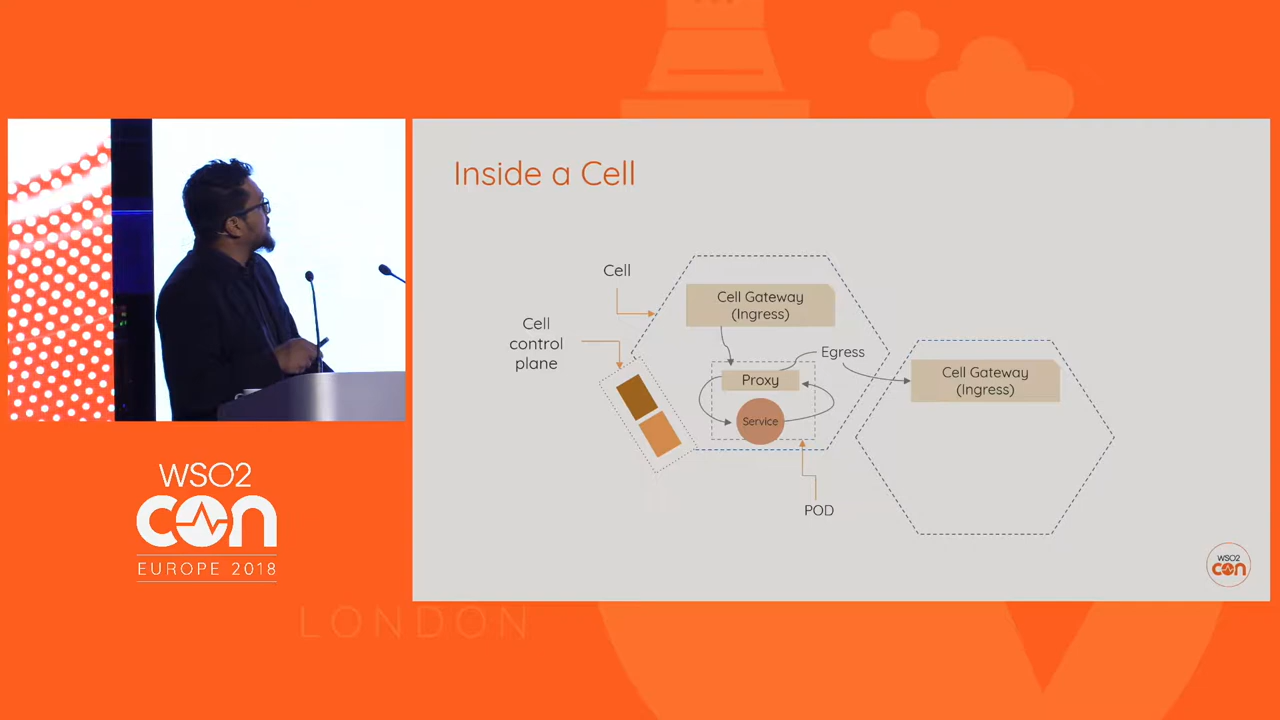 Inside a Cell
Cell
Cell Gateway
(Ingress)
Cell
control
plane
Egress
Cell Gateway
(Ingress)
Proxy
Service
POD
WSO2
CON
EUROPE 2018
WSO2
CON
LONDON